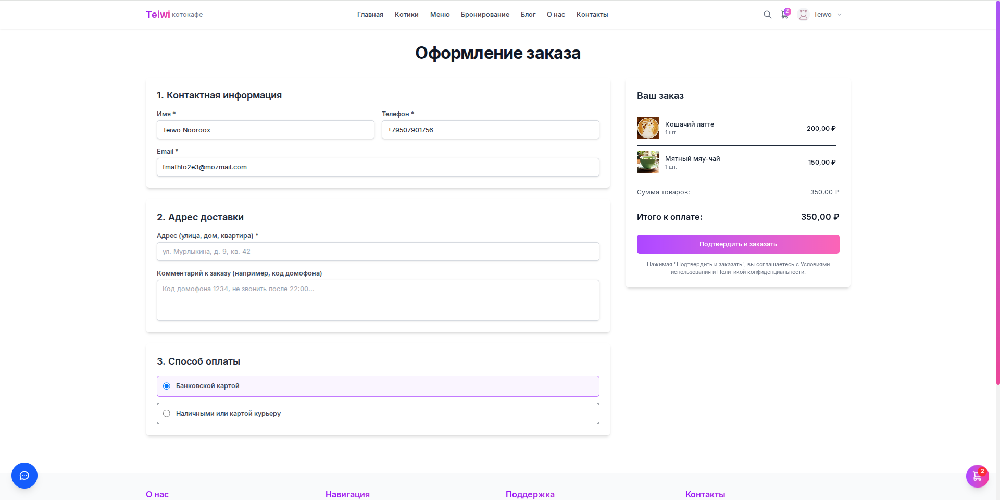 Teiwi котокафе
Главная Котики Меню Бронирование Блог О нас Контакты
2
Teiwo
Оформление заказа
1. Контактная информация
Имя *
Телефон *
Teiwo Nooroox
+79507901756
Email *
fmafhto2e3@mozmail.com
2. Адрес доставки
Адрес (улица, дом, квартира) *
ул. Мурлыкина, д. 9, кв. 42
Комментарий к заказу (например, код домофона)
Код домофона 1234, не звонить после 22:00...
3. Способ оплаты
Банковской картой
Наличными или картой курьеру
Ваш заказ
Кошачий латте
1 шт.
200,00 ₽
Мятный мяу-чай
1 шт.
150,00 ₽
Сумма товаров: 350,00 ₽
Итого к оплате: 350,00 ₽
Подтвердить и заказать
Нажимая "Подтвердить и заказать", вы соглашаетесь с Условиями
использования и Политикой конфиденциальности.
2
О нас Навигация Поддержка Контакты